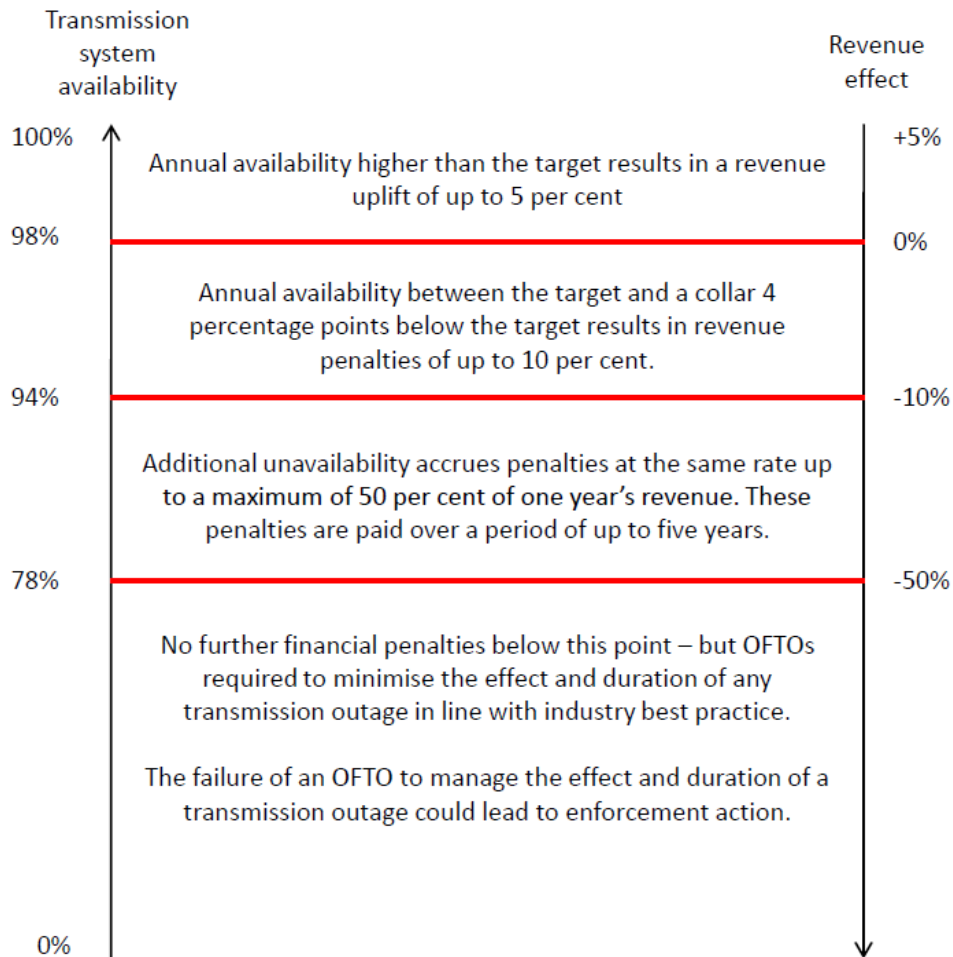 Transmission
system
availability
Revenue
effect
100%
+5%
Annual availability higher than the target results in a revenue
uplift of up to 5 per cent
98%
0%
Annual availability between the target and a collar 4
percentage points below the target results in revenue
penalties of up to 10 per cent.
94%
-10%
Additional unavailability accrues penalties at the same rate up
to a maximum of 50 per cent of one year’s revenue. These
penalties are paid over a period of up to five years.
78%
-50%
No further financial penalties below this point – but OFTOs
required to minimise the effect and duration of any
transmission outage in line with industry best practice.
The failure of an OFTO to manage the effect and duration of a
transmission outage could lead to enforcement action.
0%